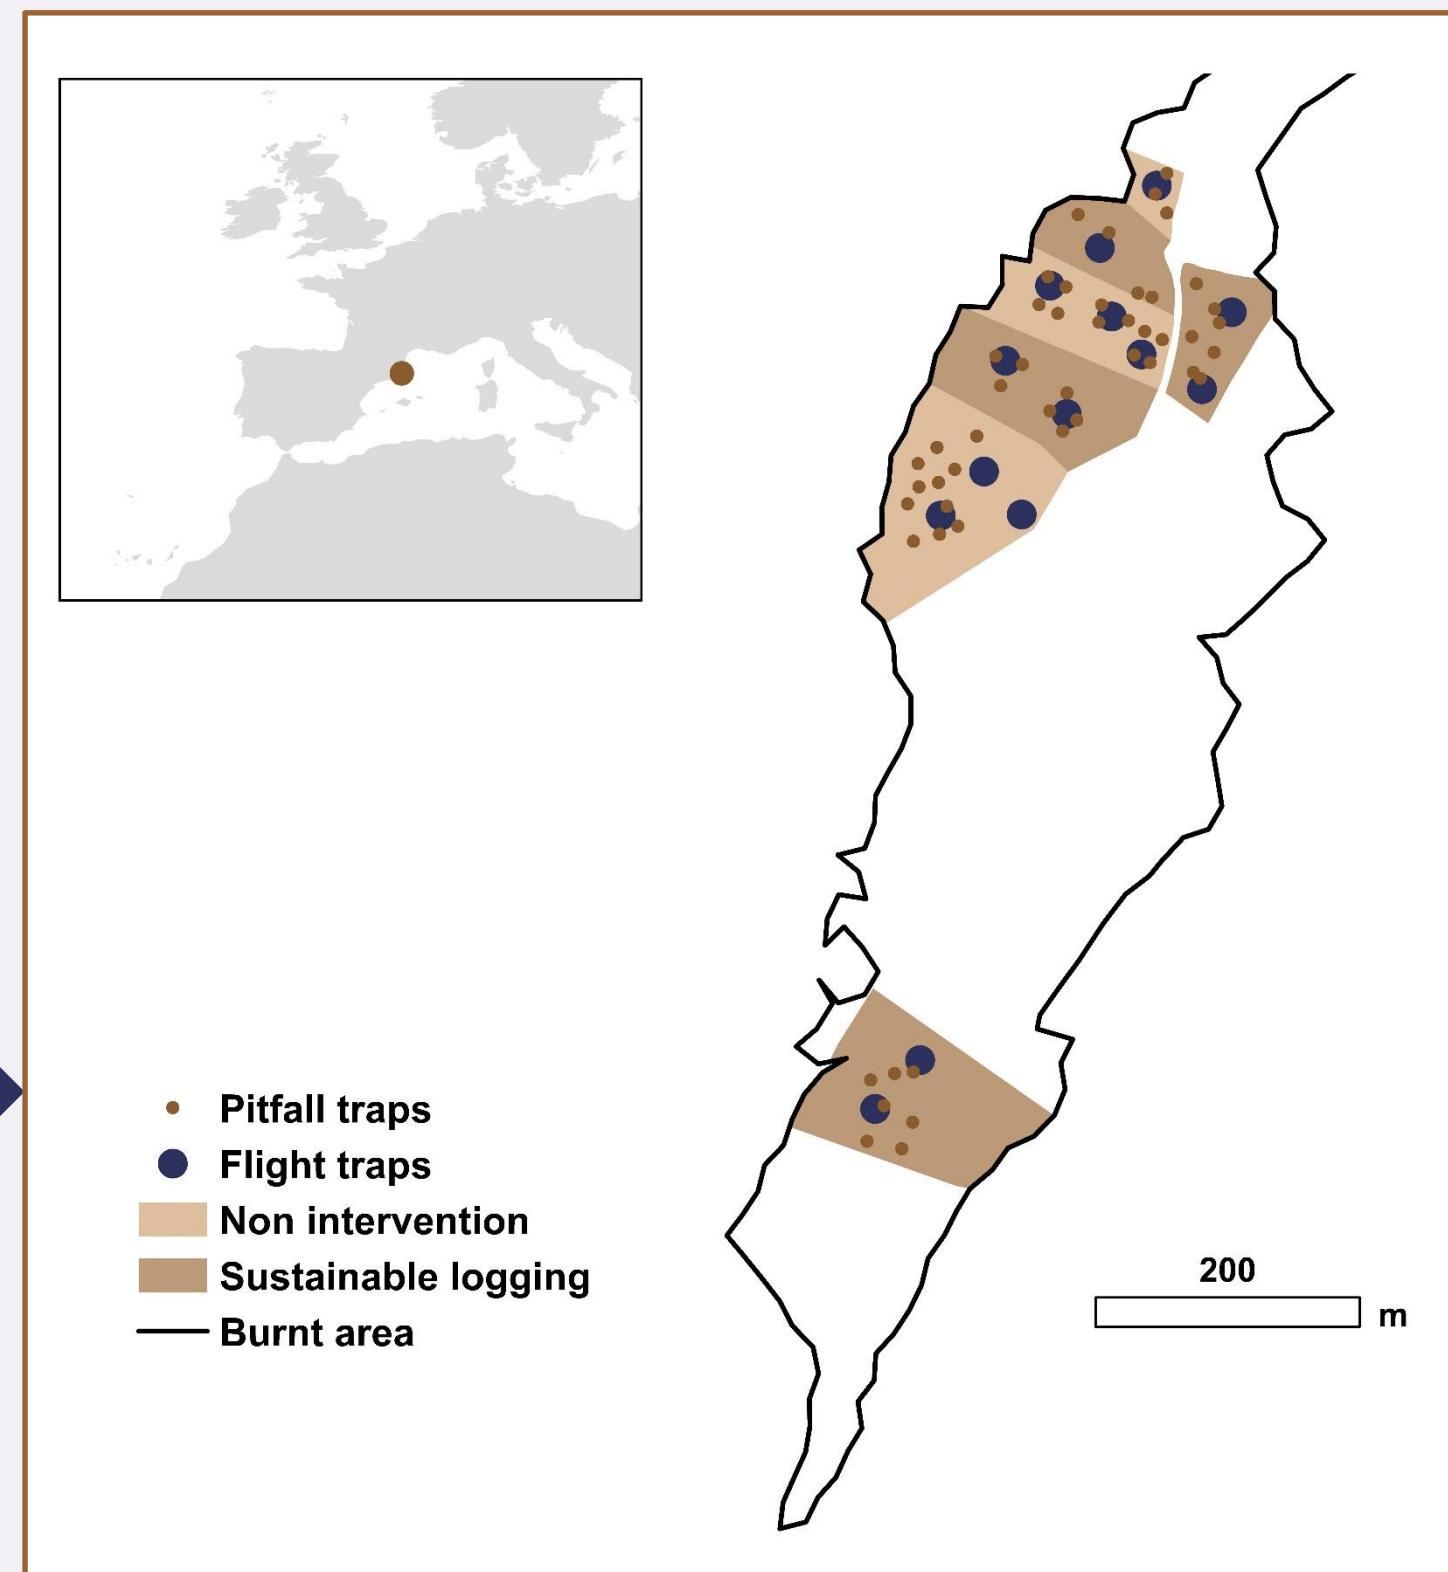 Pitfall traps
Flight traps
Non intervention
Sustainable logging
Burnt area
200
m